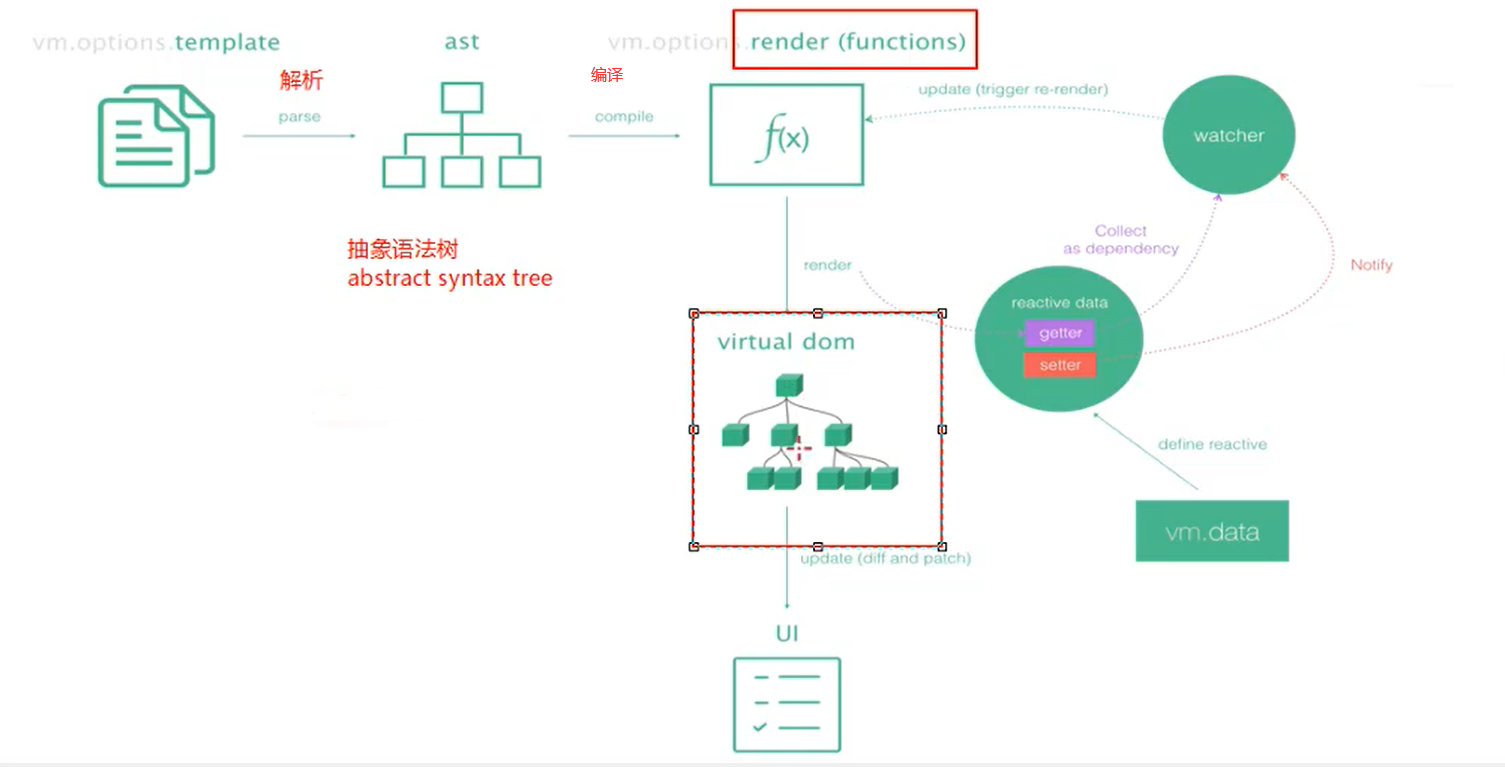 vm.options.template
ast
vm.options.render (functions)
解析
编译
parse
compile
f(x)
update (trigger re-render)
watcher
抽象语法树
abstract syntax tree
Collect
as dependency
render
Notify
reactive data
getter
setter
virtual dom
define reactive
vm.data
update (diff and patch)
UI